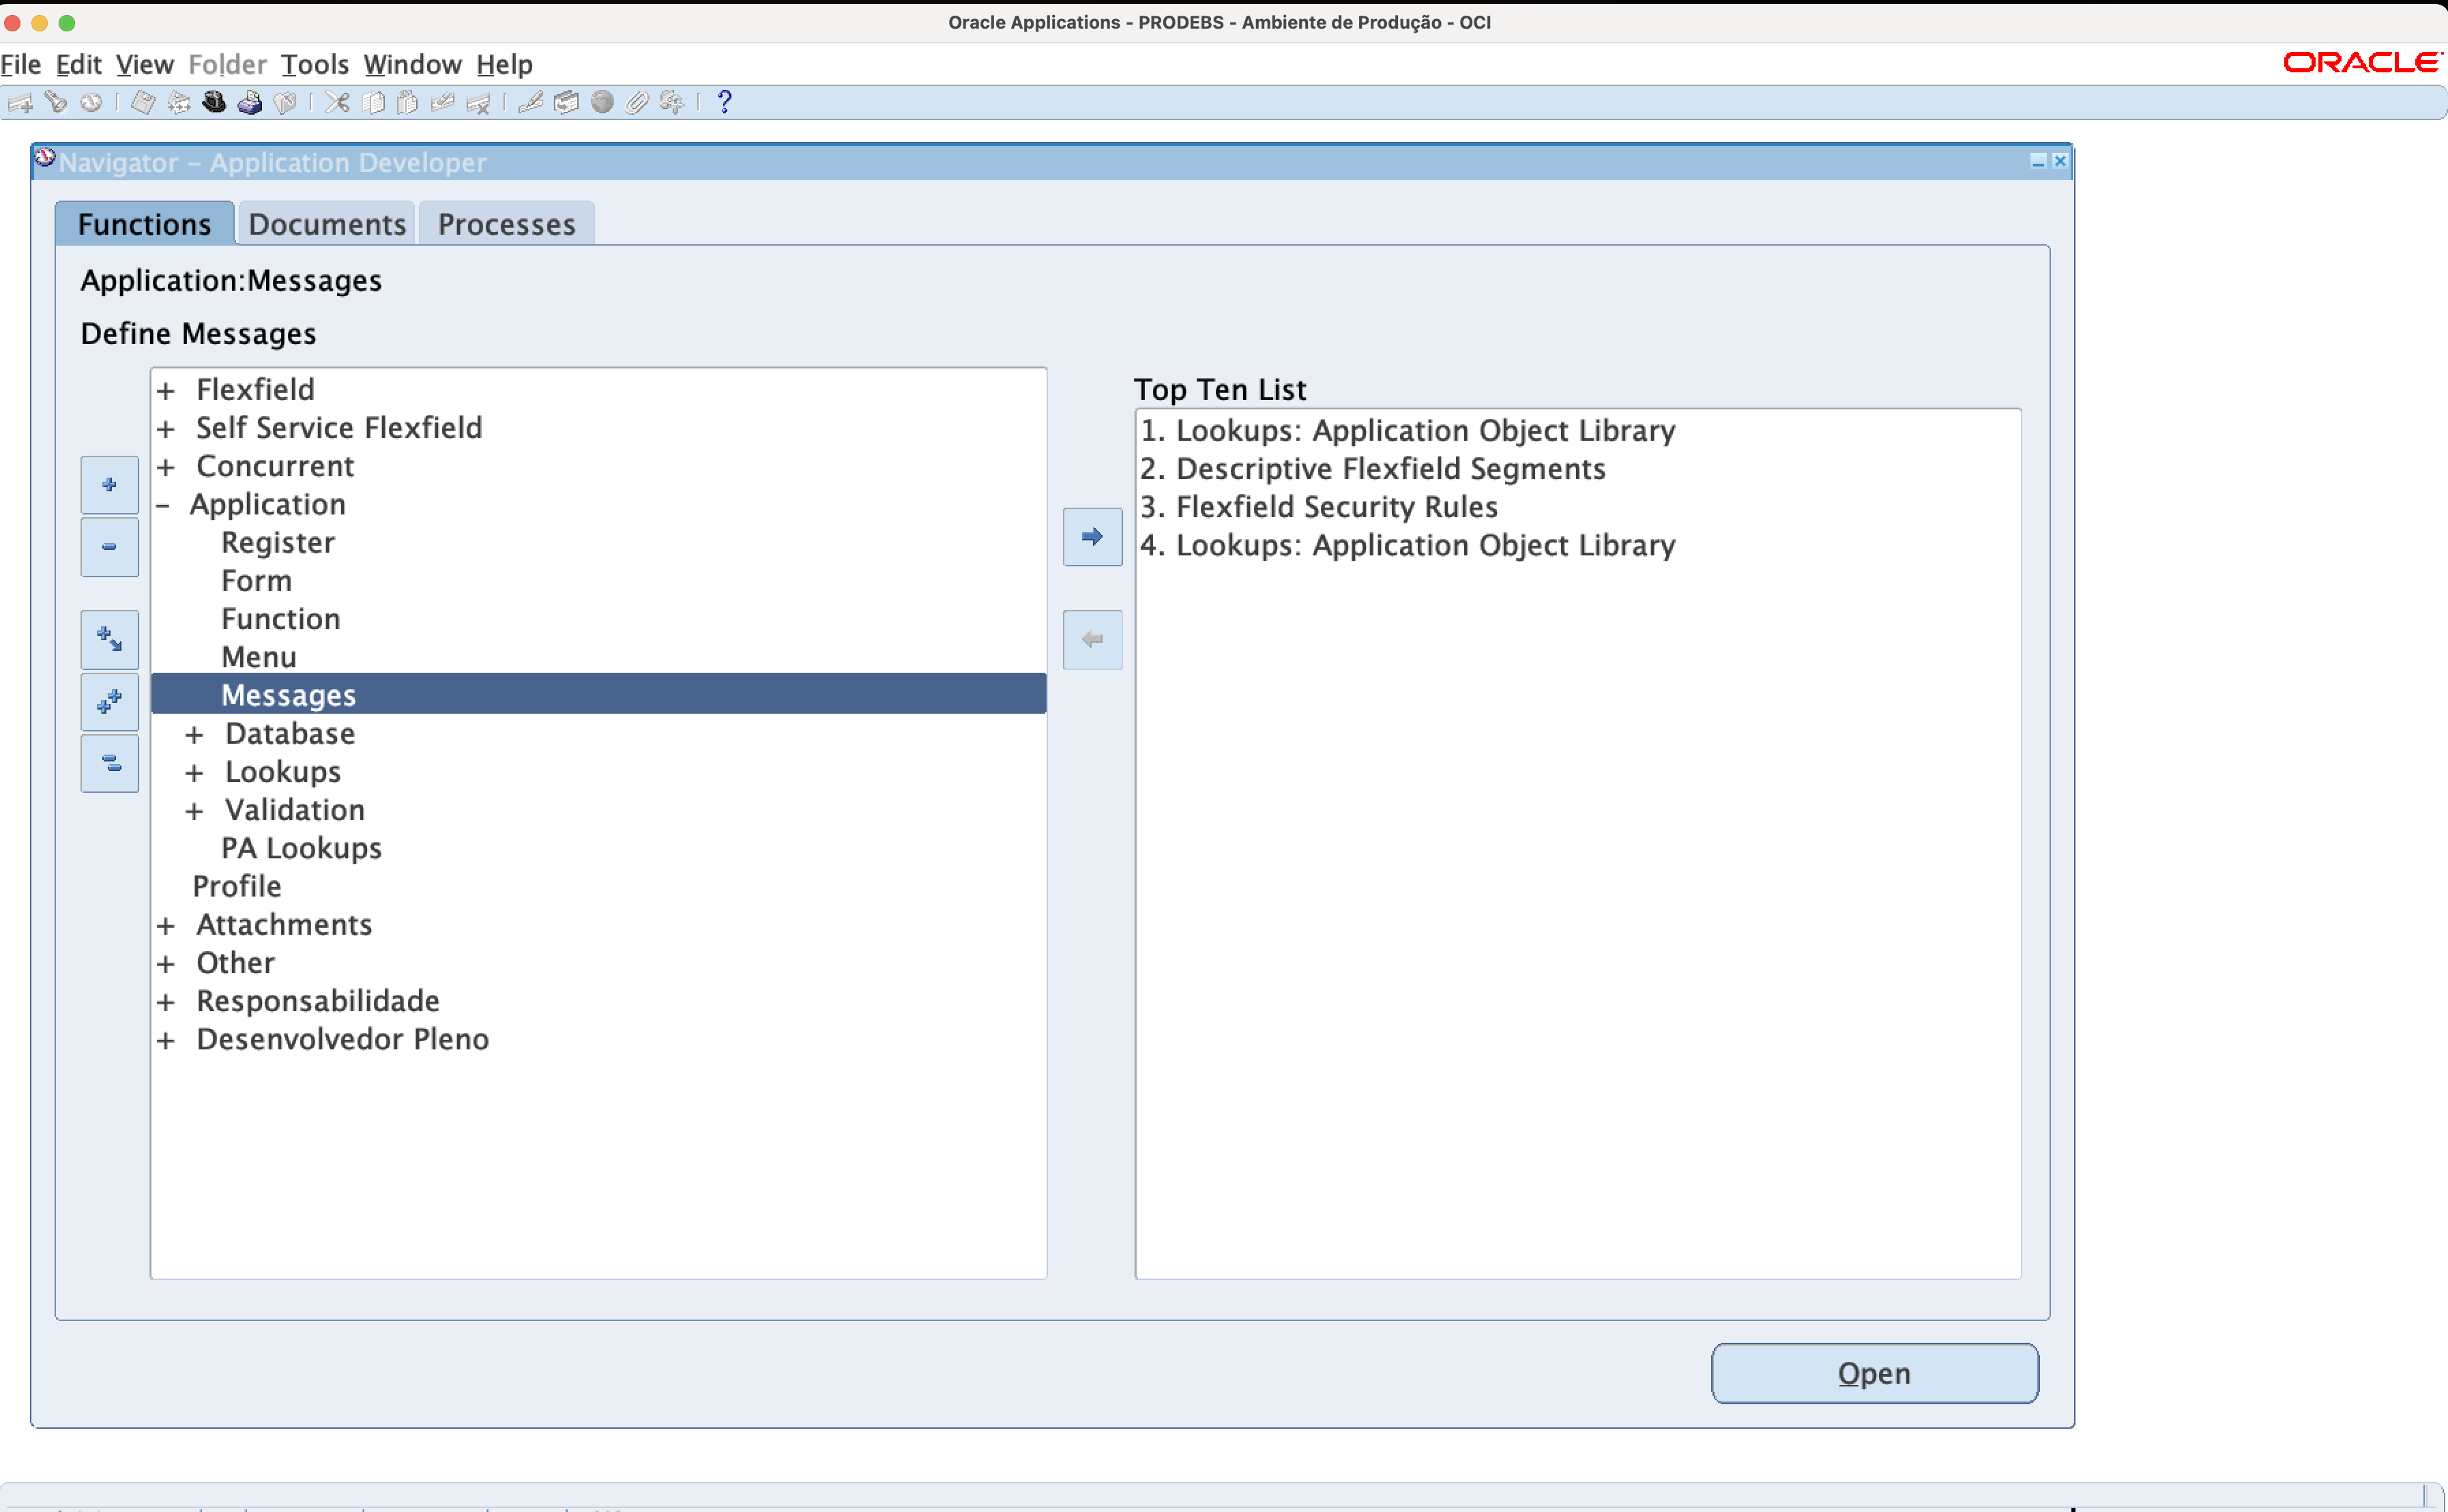 Oracle Applications - PRODEBS - Ambiente de Produção - OCI
File Edit View Folder Tools Window Help
ORACLE
?
Navigator – Application Developer
Functions Documents Processes
Application:Messages
Define Messages
+ Flexfield
+ Self Service Flexfield
+ Concurrent
– Application
Register
Form
Function
Menu
Messages
+ Database
+ Lookups
+ Validation
PA Lookups
Profile
+ Attachments
+ Other
+ Responsabilidade
+ Desenvolvedor Pleno
Top Ten List
1. Lookups: Application Object Library
2. Descriptive Flexfield Segments
3. Flexfield Security Rules
4. Lookups: Application Object Library
Open